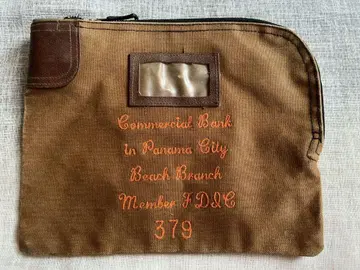 Commercial Bank
in Panama City
Beach Branch
Member FDIC
379